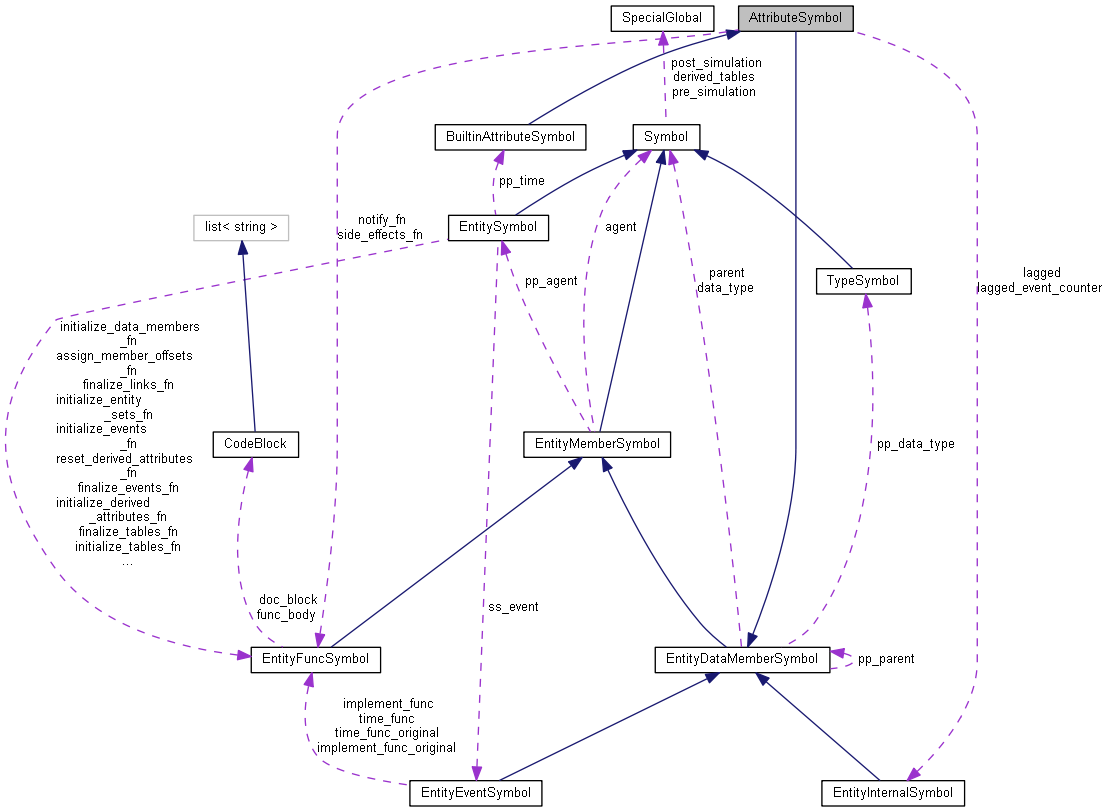 SpecialGlobal
AttributeSymbol
post_simulation
derived_tables
pre_simulation
BuiltinAttributeSymbol
Symbol
pp_time
list< string >
notify_fn
side_effects_fn
EntitySymbol
agent
pp_agent
parent
data_type
TypeSymbol
lagged
lagged_event_counter
initialize_data_members
_fn
assign_member_offsets
_fn
finalize_links_fn
initialize_entity
_sets_fn
initialize_events
_fn
reset_derived_attributes
_fn
finalize_events_fn
initialize_derived
_attributes_fn
finalize_tables_fn
initialize_tables_fn
...
CodeBlock
EntityMemberSymbol
pp_data_type
doc_block
func_body
ss_event
EntityFuncSymbol
EntityDataMemberSymbol
pp_parent
implement_func
time_func
time_func_original
implement_func_original
EntityEventSymbol
EntityInternalSymbol